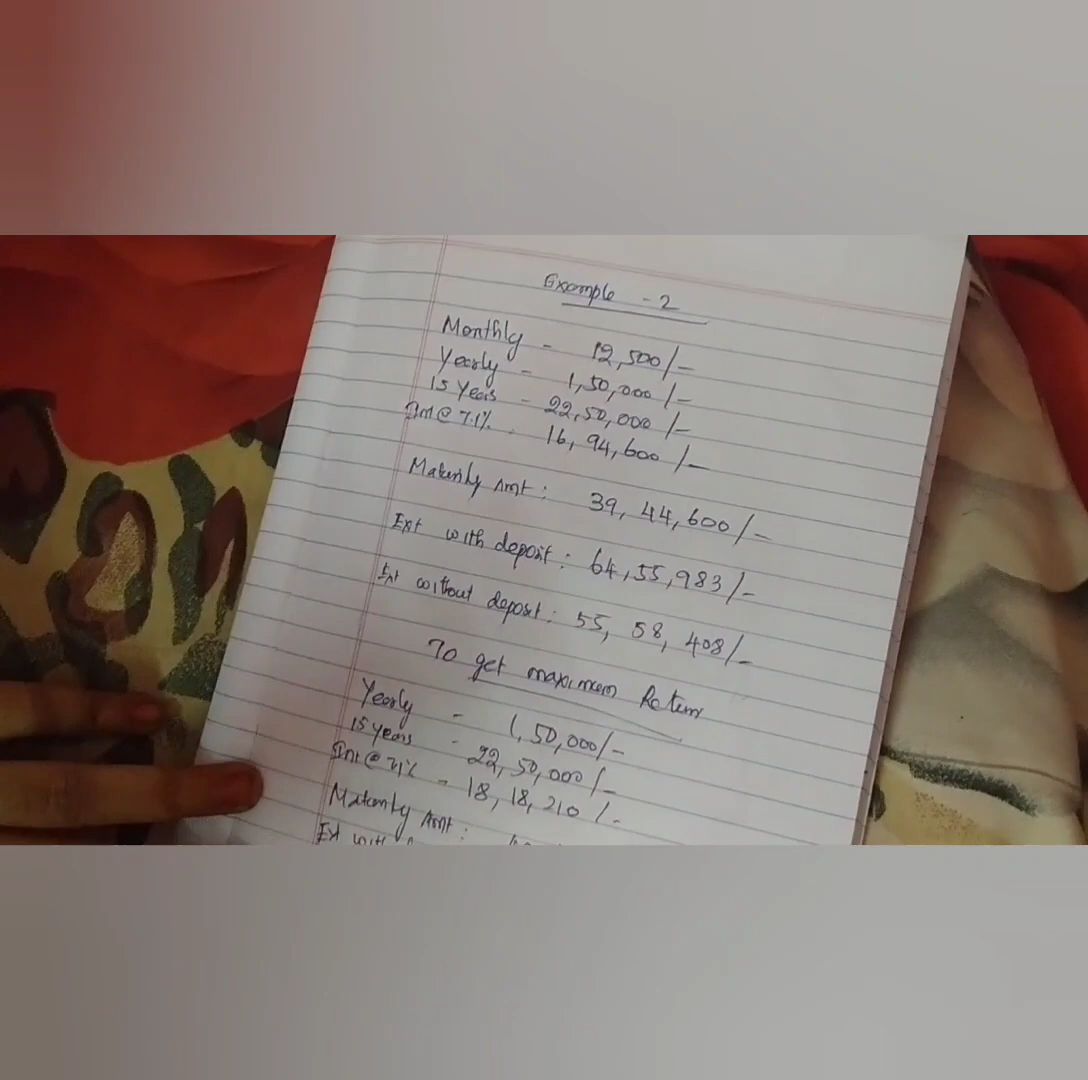 Example - 2
Monthly - 12,500/-
Yearly - 1,50,000/-
15 Years - 22,50,000/-
Int @ 7.1% - 16,94,600/-
Maturity Amt : 39,44,600/-
Ext with deposit : 64,55,983/-
Ext without deposit : 55,58,408/-
To get maximum Return
Yearly - 1,50,000/-
15 Years - 22,50,000/-
Int @ 7.1% - 18,18,210/-
Maturity Amt :
Ext with